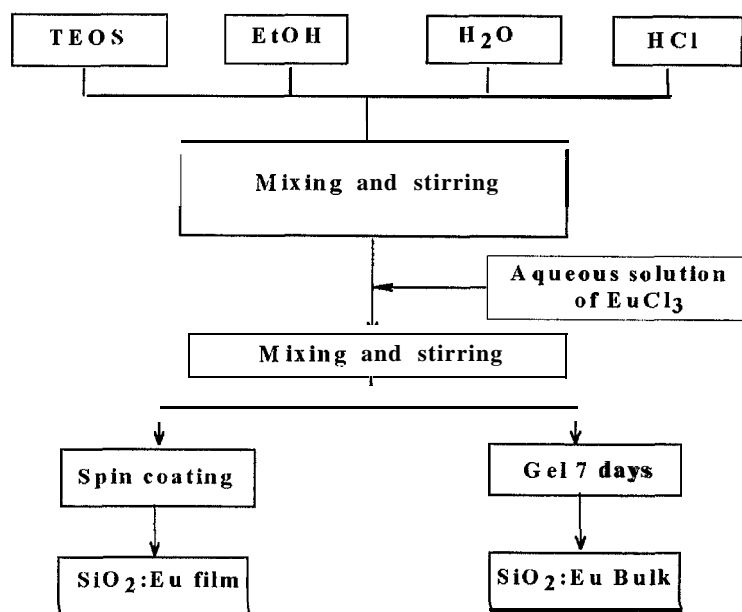 TEOS
EtOH
H₂O
HCl
Mixing and stirring
Aqueous solution
of EuCl₃
Mixing and stirring
Spin coating
Gel 7 days
SiO₂:Eu film
SiO₂:Eu Bulk